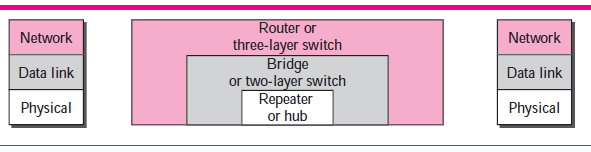 Network
Data link
Physical
Router or
three-layer switch
Bridge
or two-layer switch
Repeater
or hub
Network
Data link
Physical